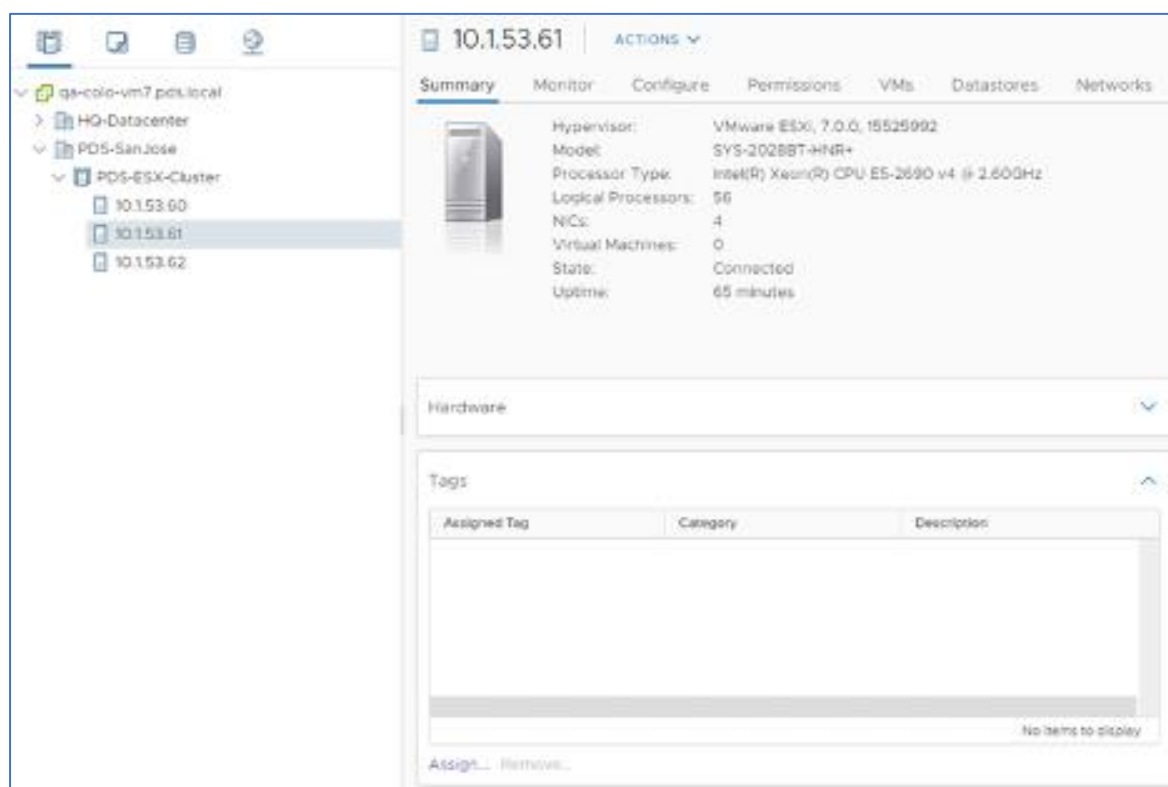 qa-colo-vm7.pds.local
HQ-Datacenter
PDS-SanJose
PDS-ESX-Cluster
10.1.53.60
10.1.53.61
10.1.53.62
10.1.53.61 ACTIONS
Summary Monitor Configure Permissions VMs Datastores Networks
Hypervisor: VMware ESXi, 7.0.0, 15525992
Model: SYS-2028BT-HNR+
Processor Type: Intel(R) Xeon(R) CPU E5-2690 v4 @ 2.60GHz
Logical Processors: 56
NICs: 4
Virtual Machines: 0
State: Connected
Uptime: 65 minutes
Hardware
Tags
Assigned Tag Category Description
No items to display
Assign... Remove...